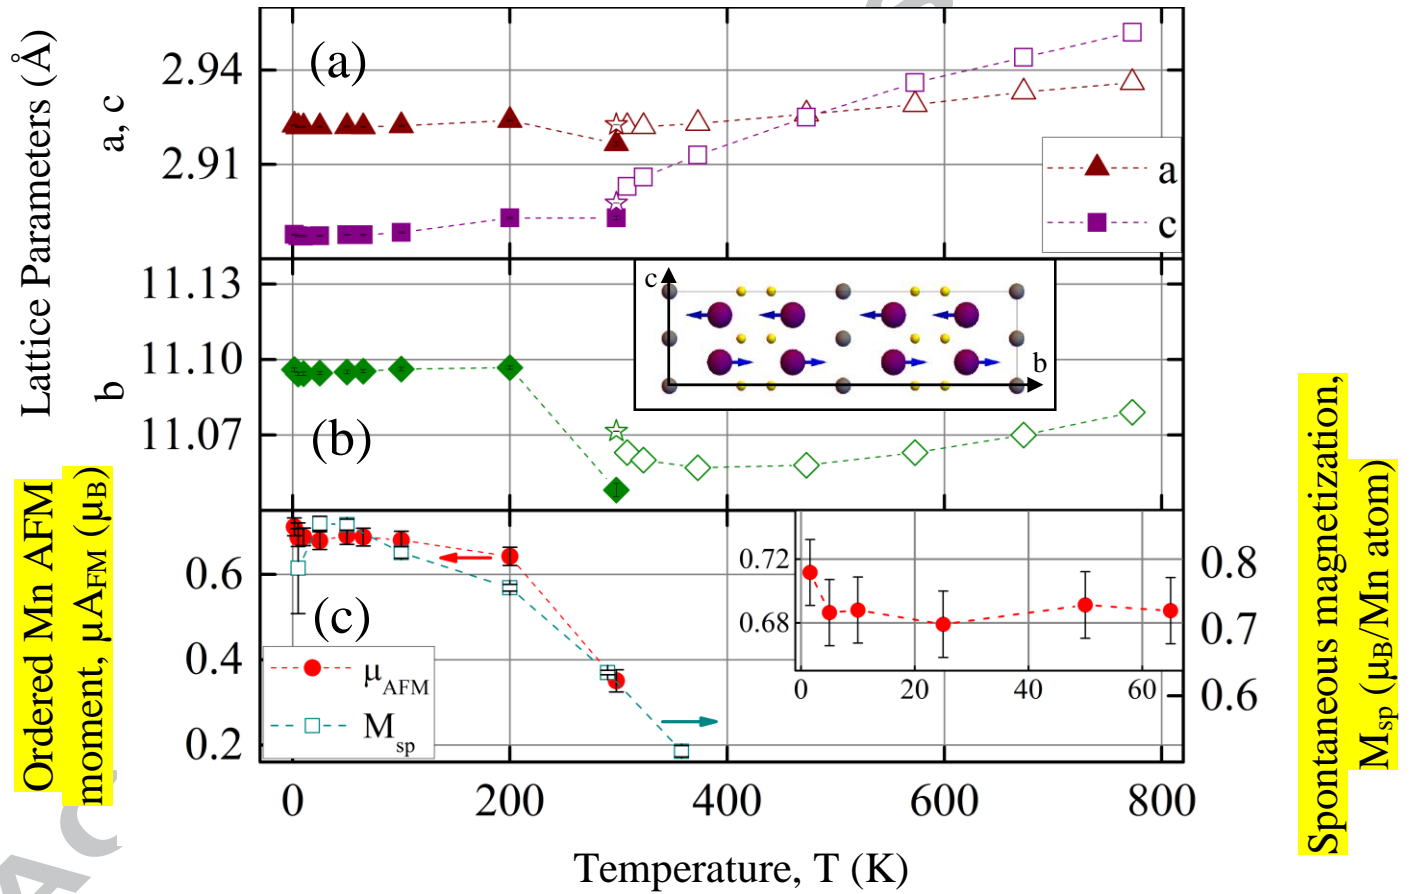 Lattice Parameters (Å)
a, c
b
(a)
2.94
2.91
a
c
11.13
11.10
11.07
(b)
c
b
Ordered Mn AFM
moment, μAFM (μB)
0.6
0.4
0.2
(c)
μAFM
Msp
0.72
0.68
0 20 40 60
0.8
0.7
0.6
Spontaneous magnetization,
Msp (μB/Mn atom)
0 200 400 600 800
Temperature, T (K)